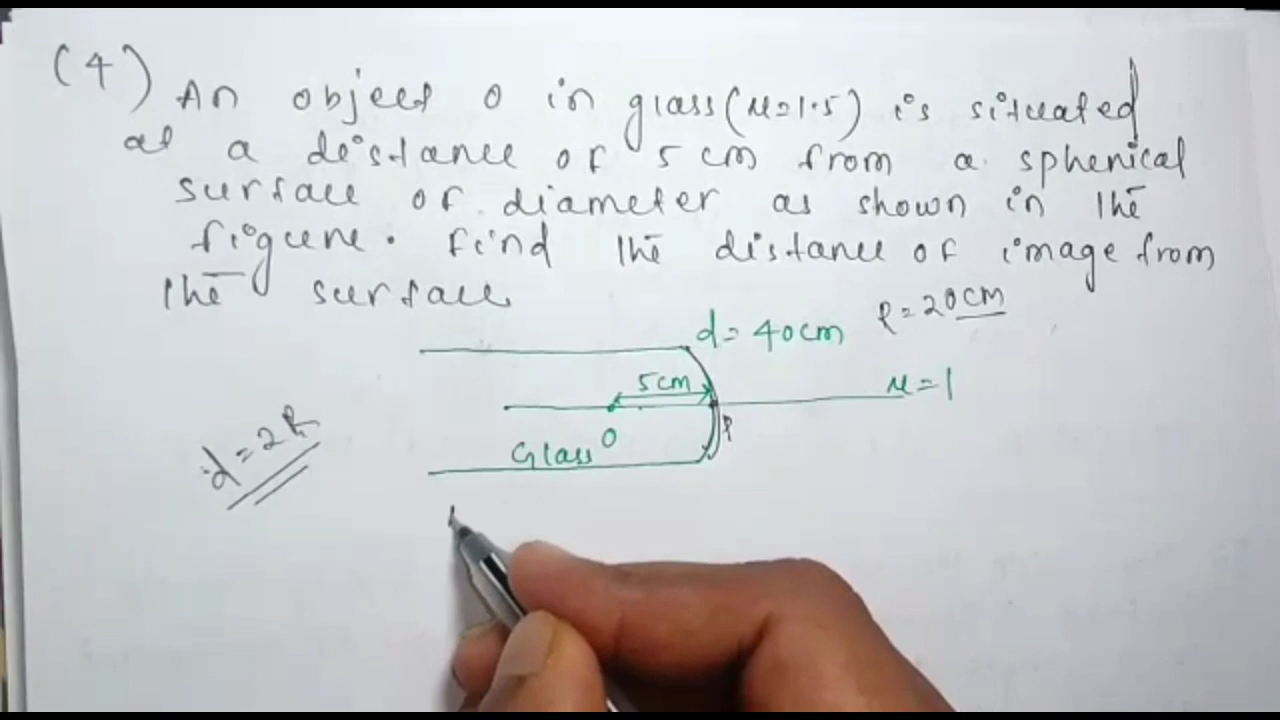 (4) An object O in glass (μ=1.5) is situated
at a distance of 5 cm from a spherical
surface of diameter as shown in the
figure. Find the distance of image from
the surface
R = 20cm
d = 40cm
5cm
μ = 1
P
O
Glass
d = 2R